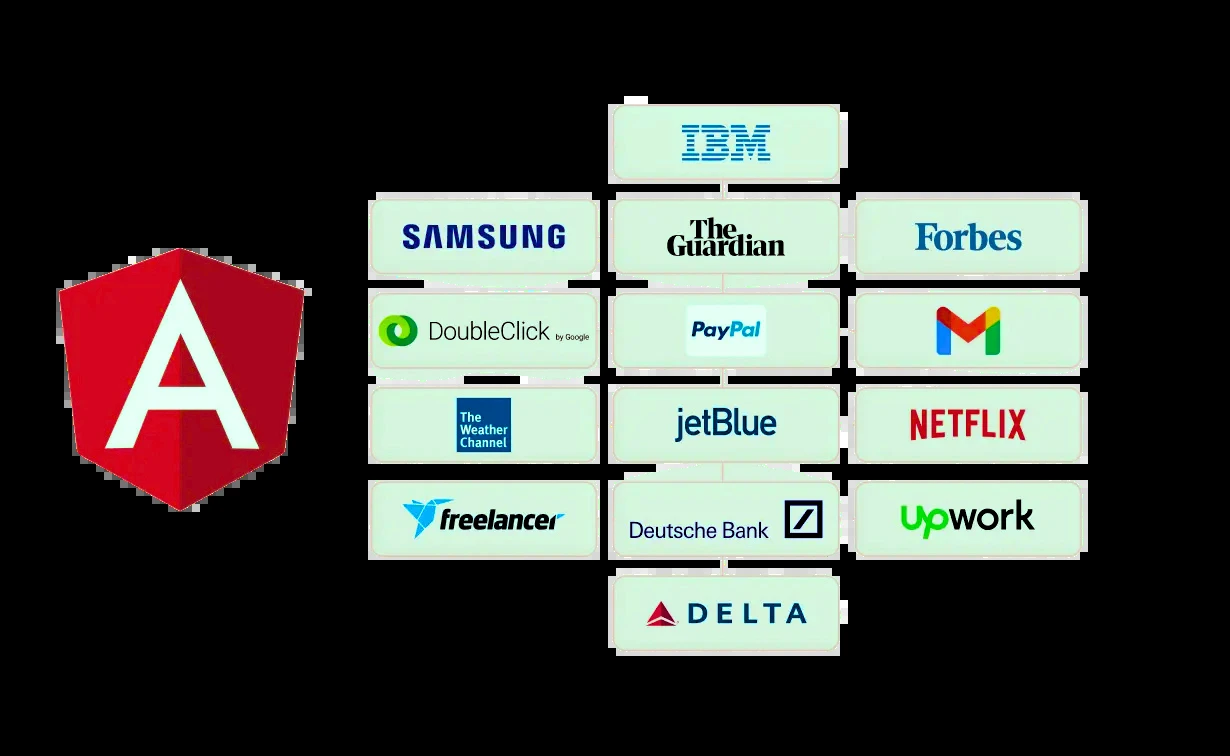 A
IBM
SAMSUNG
The
Guardian
Forbes
DoubleClick by Google
PayPal
M
The
Weather
Channel
jetBlue
NETFLIX
freelancer
Deutsche Bank
upwork
DELTA